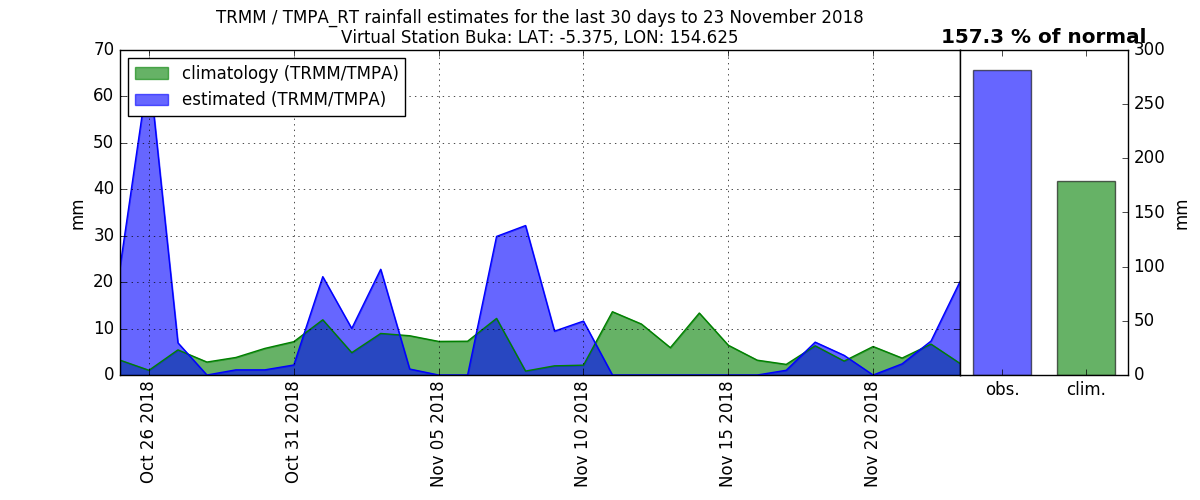 TRMM / TMPA_RT rainfall estimates for the last 30 days to 23 November 2018
Virtual Station Buka: LAT: -5.375, LON: 154.625
157.3 % of normal
climatology (TRMM/TMPA)
estimated (TRMM/TMPA)
70
60
50
40
30
20
10
0
mm
Oct 26 2018
Oct 31 2018
Nov 05 2018
Nov 10 2018
Nov 15 2018
Nov 20 2018
300
250
200
150
100
50
0
mm
obs.
clim.